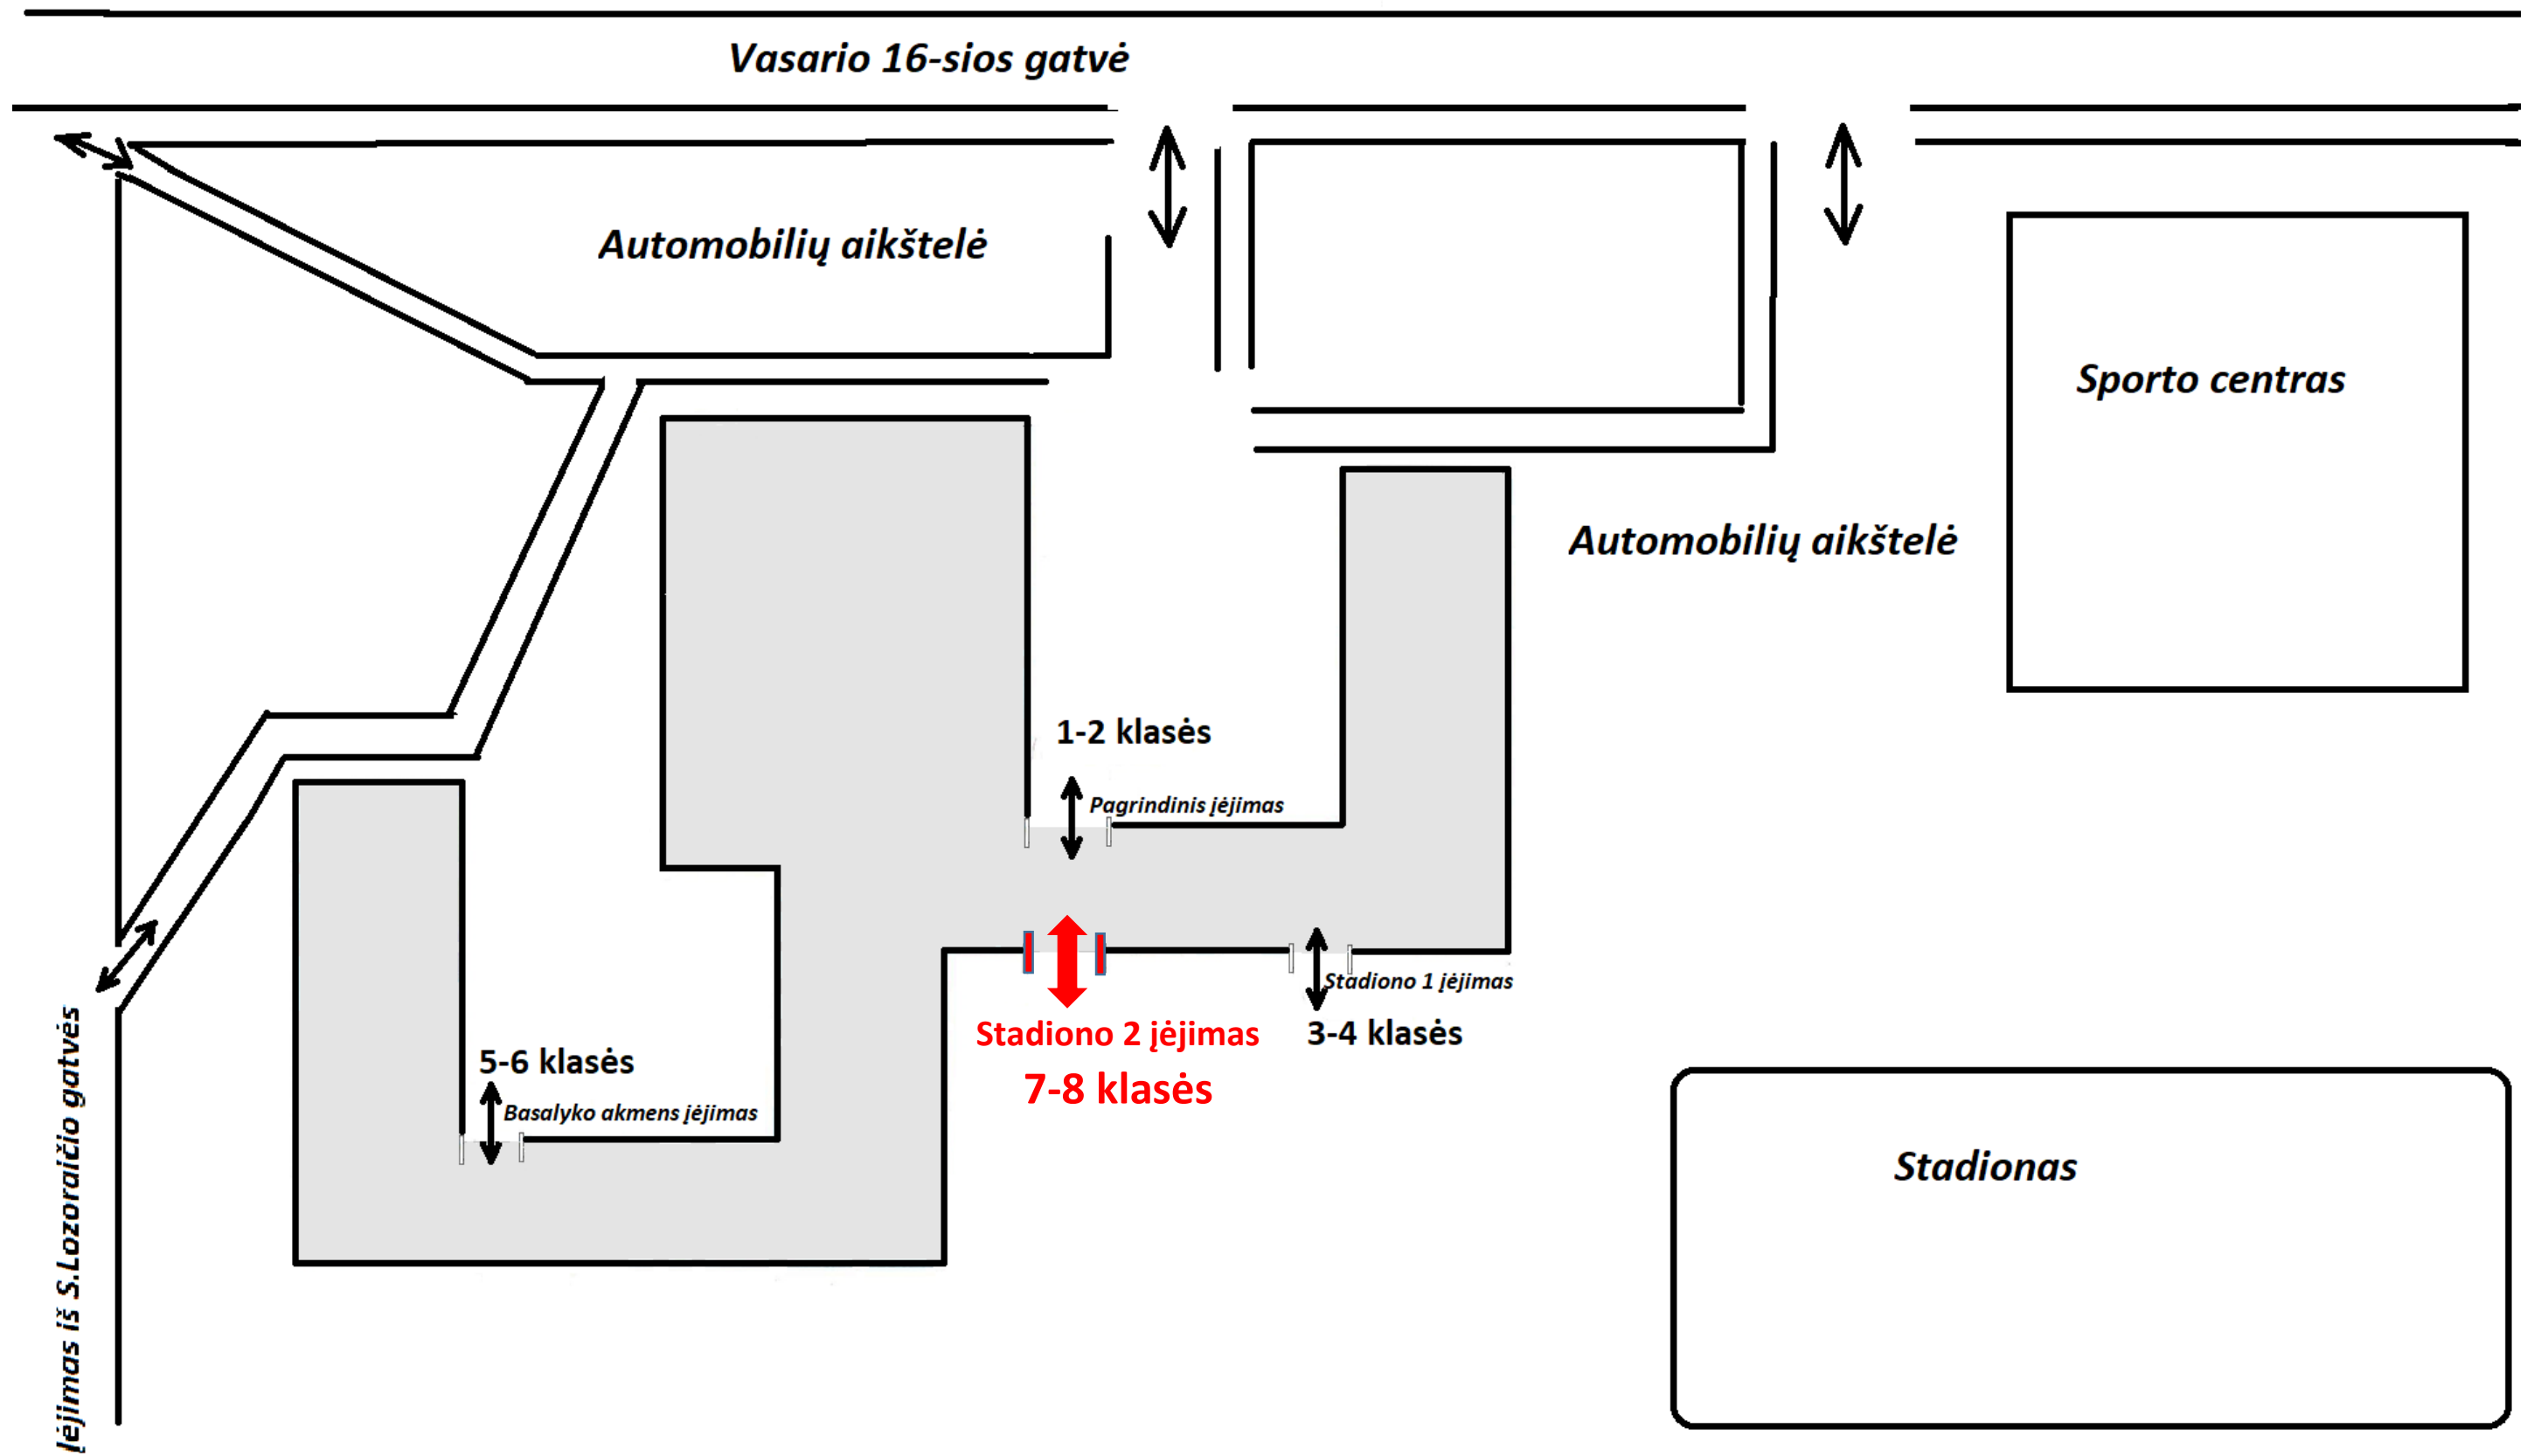 Vasario 16-sios gatvė
Automobilių aikštelė
Sporto centras
Automobilių aikštelė
1-2 klasės
Pagrindinis įėjimas
Stadiono 1 įėjimas
Stadiono 2 įėjimas
3-4 klasės
7-8 klasės
5-6 klasės
Basalyko akmens įėjimas
Stadionas
Įėjimas iš S.Lozoraičio gatvės